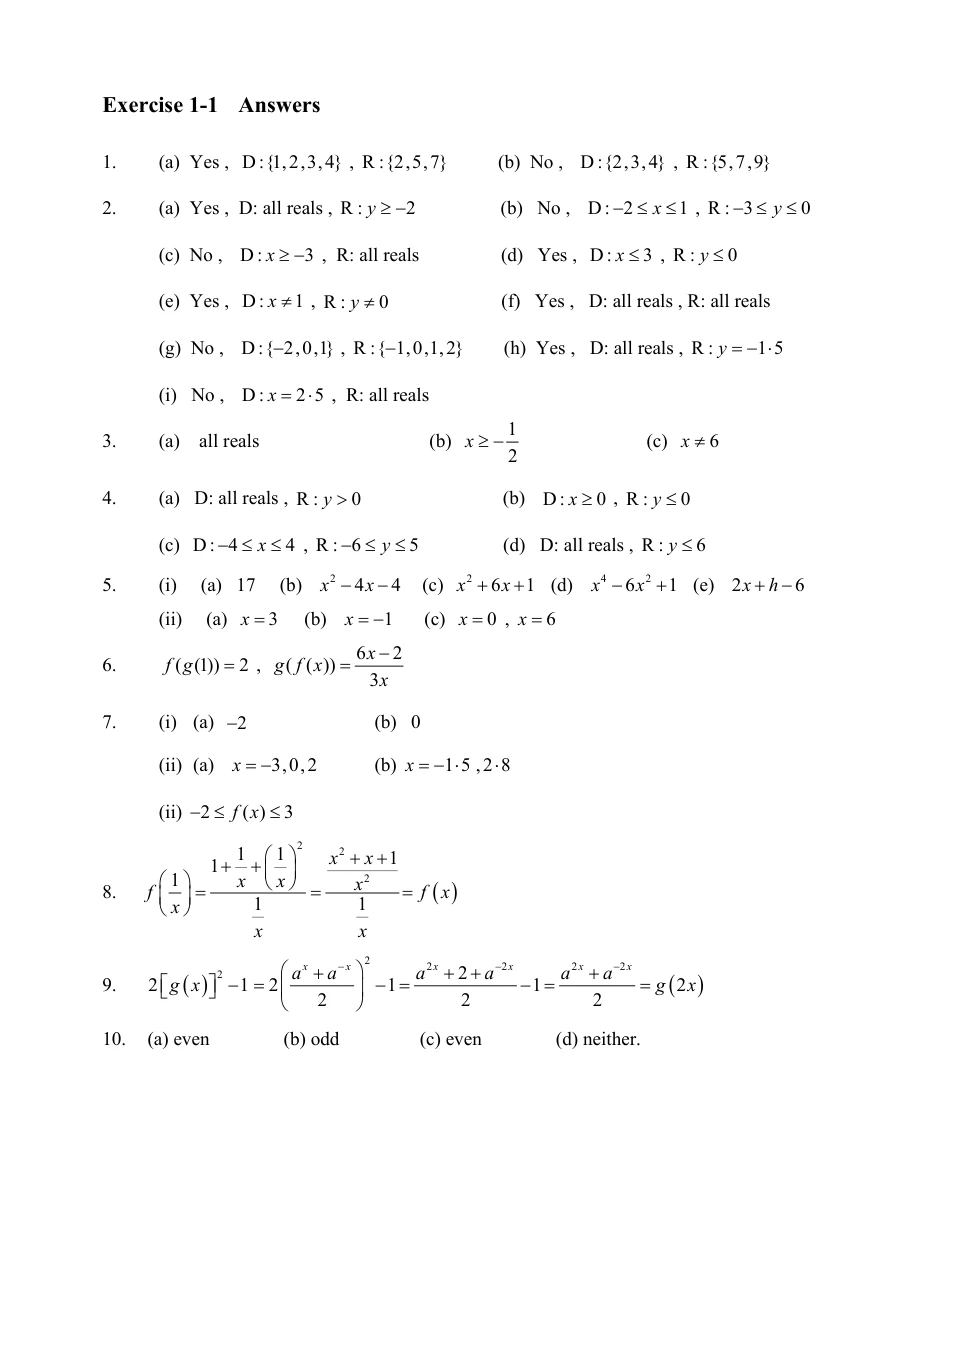 Exercise 1-1 Answers
1. (a) Yes , D:{1,2,3,4} , R:{2,5,7} (b) No , D:{2,3,4} , R:{5,7,9}
2. (a) Yes , D: all reals , R: y ≥ −2 (b) No , D: −2 ≤ x ≤ 1 , R: −3 ≤ y ≤ 0
(c) No , D: x ≥ −3 , R: all reals (d) Yes , D: x ≤ 3 , R: y ≤ 0
(e) Yes , D: x ≠ 1 , R: y ≠ 0 (f) Yes , D: all reals , R: all reals
(g) No , D:{−2,0,1} , R:{−1,0,1,2} (h) Yes , D: all reals , R: y = −1·5
(i) No , D: x = 2·5 , R: all reals
3. (a) all reals (b) x ≥ −1/2 (c) x ≠ 6
4. (a) D: all reals , R: y > 0 (b) D: x ≥ 0 , R: y ≤ 0
(c) D: −4 ≤ x ≤ 4 , R: −6 ≤ y ≤ 5 (d) D: all reals , R: y ≤ 6
5. (i) (a) 17 (b) x² − 4x − 4 (c) x² + 6x + 1 (d) x⁴ − 6x² + 1 (e) 2x + h − 6
(ii) (a) x = 3 (b) x = −1 (c) x = 0 , x = 6
6. f(g(1)) = 2 , g(f(x)) = (6x − 2)/(3x)
7. (i) (a) −2 (b) 0
(ii) (a) x = −3,0,2 (b) x = −1·5 ,2·8
(ii) −2 ≤ f(x) ≤ 3
8. f(1/x) = (1 + 1/x + (1/x)²)/(1/x) = ((x² + x + 1)/x²)/(1/x) = f(x)
9. 2[g(x)]² − 1 = 2((aˣ + a⁻ˣ)/2)² − 1 = (a²ˣ + 2 + a⁻²ˣ)/2 − 1 = (a²ˣ + a⁻²ˣ)/2 = g(2x)
10. (a) even (b) odd (c) even (d) neither.